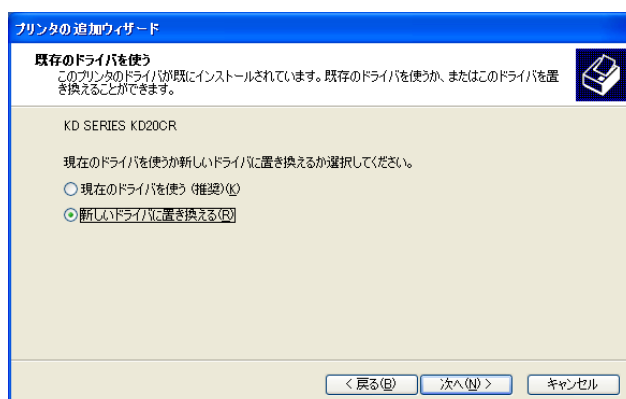 プリンタの追加ウィザード
既存のドライバを使う
このプリンタのドライバが既にインストールされています。既存のドライバを使うか、またはこのドライバを置
き換えることができます。
KD SERIES KD20CR
現在のドライバを使うか新しいドライバに置き換えるか選択してください。
現在のドライバを使う (推奨)(K)
新しいドライバに置き換える(R)
< 戻る(B) 次へ(N) > キャンセル